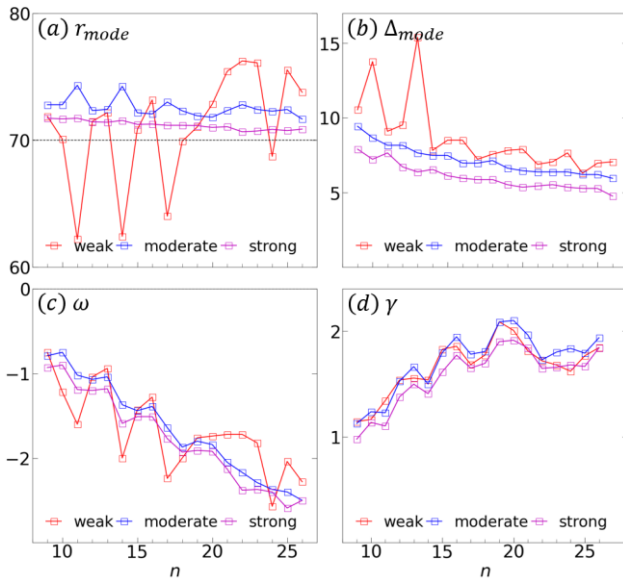 (a) r_mode
80
70
60
weak moderate strong
(b) Δ_mode
15
10
5
weak moderate strong
(c) ω
0
−1
−2
weak moderate strong
10 15 20 25
n
(d) γ
2
1
weak moderate strong
10 15 20 25
n